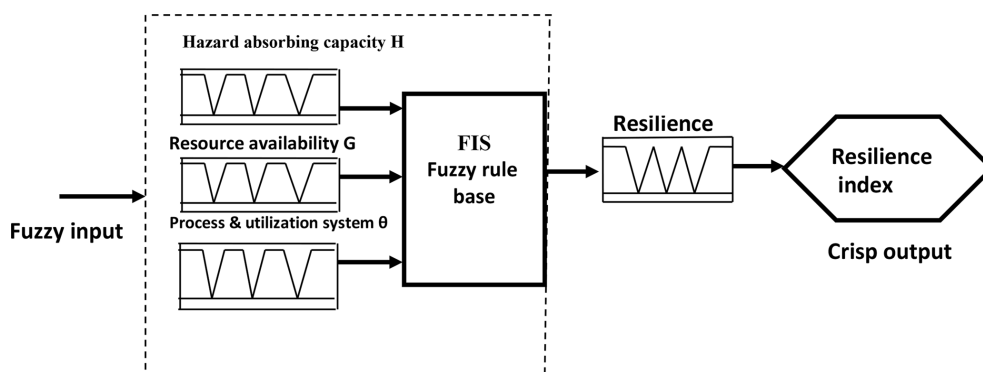 Hazard absorbing capacity H
Resource availability G
Process & utilization system θ
Fuzzy input
FIS
Fuzzy rule
base
Resilience
Resilience
index
Crisp output